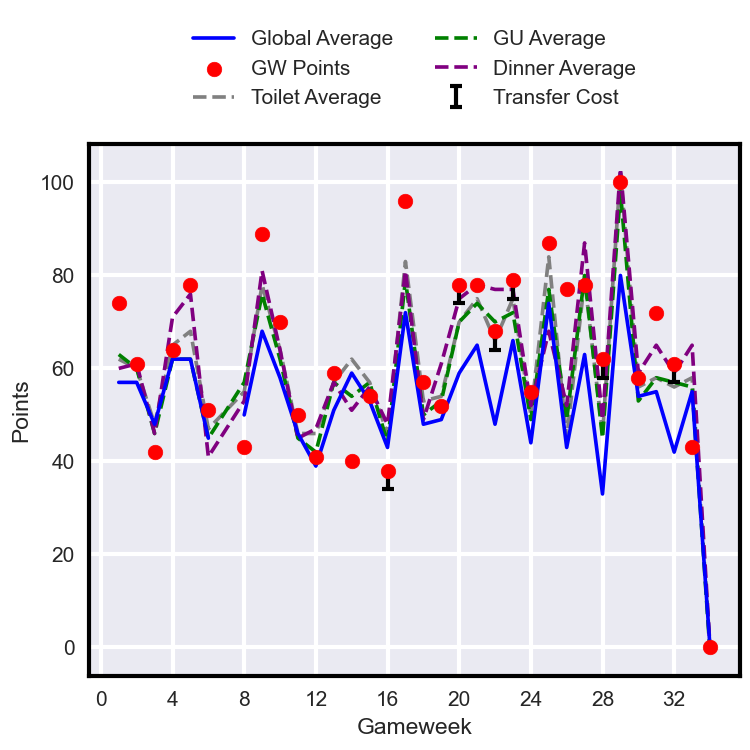 Global Average
GW Points
Toilet Average
GU Average
Dinner Average
Transfer Cost
Points
100
80
60
40
20
0
0 4 8 12 16 20 24 28 32
Gameweek